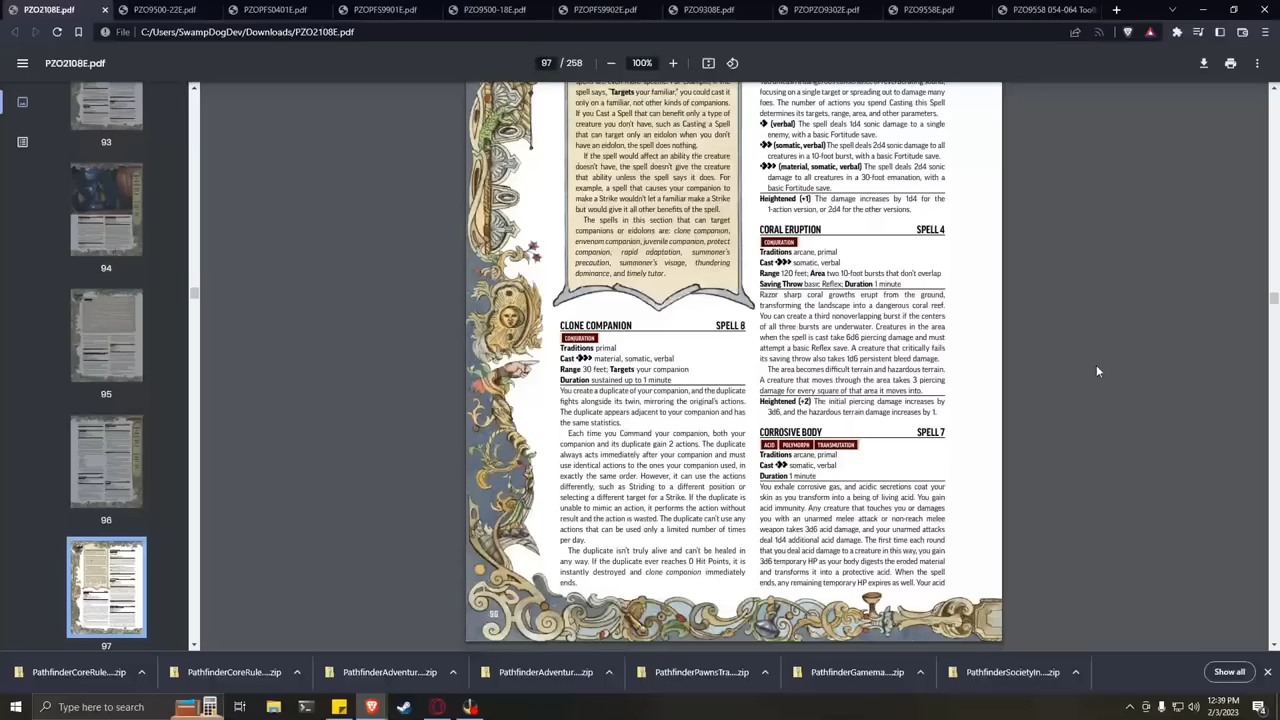 PZO2108E.pdf
PZO9500-22E.pdf
PZOPFS0401E.pdf
PZOPFS9901E.pdf
PZO9500-18E.pdf
PZOPFS9902E.pdf
PZO9308E.pdf
PZOPZO9302E.pdf
PZO9558E.pdf
PZO9558 054-064 Tool
File C:/Users/SwampDogDev/Downloads/PZO2108E.pdf
PZO2108E.pdf
97 / 258
100%
93
94
95
96
97
spell says, "Targets your familiar," you could cast it
only on a familiar, not other kinds of companions.
If you Cast a Spell that can benefit only a type of
creature you don't have, such as Casting a Spell
that can target only an eidolon when you don't
have an eidolon, the spell does nothing.
If the spell would affect an ability the creature
doesn't have, the spell doesn't give the creature
that ability unless the spell says it does. For
example, a spell that causes your companion to
make a Strike wouldn't let a familiar make a Strike
but would give it all other benefits of the spell.
The spells in this section that can target
companions or eidolons are: clone companion,
envenom companion, juvenile companion, protect
companion, rapid adaptation, summoner's
precaution, summoner's visage, thundering
dominance, and timely tutor.
CLONE COMPANION SPELL 8
CONJURATION
Traditions primal
Cast material, somatic, verbal
Range 30 feet; Targets your companion
Duration sustained up to 1 minute
You create a duplicate of your companion, and the duplicate
fights alongside its twin, mirroring the original's actions.
The duplicate appears adjacent to your companion and has
the same statistics.
Each time you Command your companion, both your
companion and its duplicate gain 2 actions. The duplicate
always acts immediately after your companion and must
use identical actions to the ones your companion used, in
exactly the same order. However, it can use the actions
differently, such as Striding to a different position or
selecting a different target for a Strike. If the duplicate is
unable to mimic an action, it performs the action without
result and the action is wasted. The duplicate can't use any
actions that can be used only a limited number of times
per day.
The duplicate isn't truly alive and can't be healed in
any way. If the duplicate ever reaches 0 Hit Points, it is
instantly destroyed and clone companion immediately
ends.
focusing on a single target or spreading out to damage many
foes. The number of actions you spend Casting this Spell
determines its targets, range, area, and other parameters.
(verbal) The spell deals 1d4 sonic damage to a single
enemy, with a basic Fortitude save.
(somatic, verbal) The spell deals 2d4 sonic damage to all
creatures in a 10-foot burst, with a basic Fortitude save.
(material, somatic, verbal) The spell deals 2d4 sonic
damage to all creatures in a 30-foot emanation, with a
basic Fortitude save.
Heightened (+1) The damage increases by 1d4 for the
1-action version, or 2d4 for the other versions.
CORAL ERUPTION SPELL 4
CONJURATION
Traditions arcane, primal
Cast somatic, verbal
Range 120 feet; Area two 10-foot bursts that don't overlap
Saving Throw basic Reflex; Duration 1 minute
Razor sharp coral growths erupt from the ground,
transforming the landscape into a dangerous coral reef.
You can create a third nonoverlapping burst if the centers
of all three bursts are underwater. Creatures in the area
when the spell is cast take 6d6 piercing damage and must
attempt a basic Reflex save. A creature that critically fails
its saving throw also takes 1d6 persistent bleed damage.
The area becomes difficult terrain and hazardous terrain.
A creature that moves through the area takes 3 piercing
damage for every square of that area it moves into.
Heightened (+2) The initial piercing damage increases by
3d6, and the hazardous terrain damage increases by 1.
CORROSIVE BODY SPELL 7
ACID POLYMORPH TRANSMUTATION
Traditions arcane, primal
Cast somatic, verbal
Duration 1 minute
You exhale corrosive gas, and acidic secretions coat your
skin as you transform into a being of living acid. You gain
acid immunity. Any creature that touches you or damages
you with an unarmed melee attack or non-reach melee
weapon takes 3d6 acid damage, and your unarmed attacks
deal 1d4 additional acid damage. The first time each round
that you deal acid damage to a creature in this way, you gain
3d6 temporary HP as your body digests the eroded material
and transforms it into a protective acid. When the spell
ends, any remaining temporary HP expires as well. Your acid
PathfinderCoreRule....zip
PathfinderCoreRule....zip
PathfinderAdventur....zip
PathfinderAdventur....zip
PathfinderPawnsTra....zip
PathfinderGamema....zip
PathfinderSocietyIn....zip
Show all
Type here to search
12:39 PM
2/3/2023